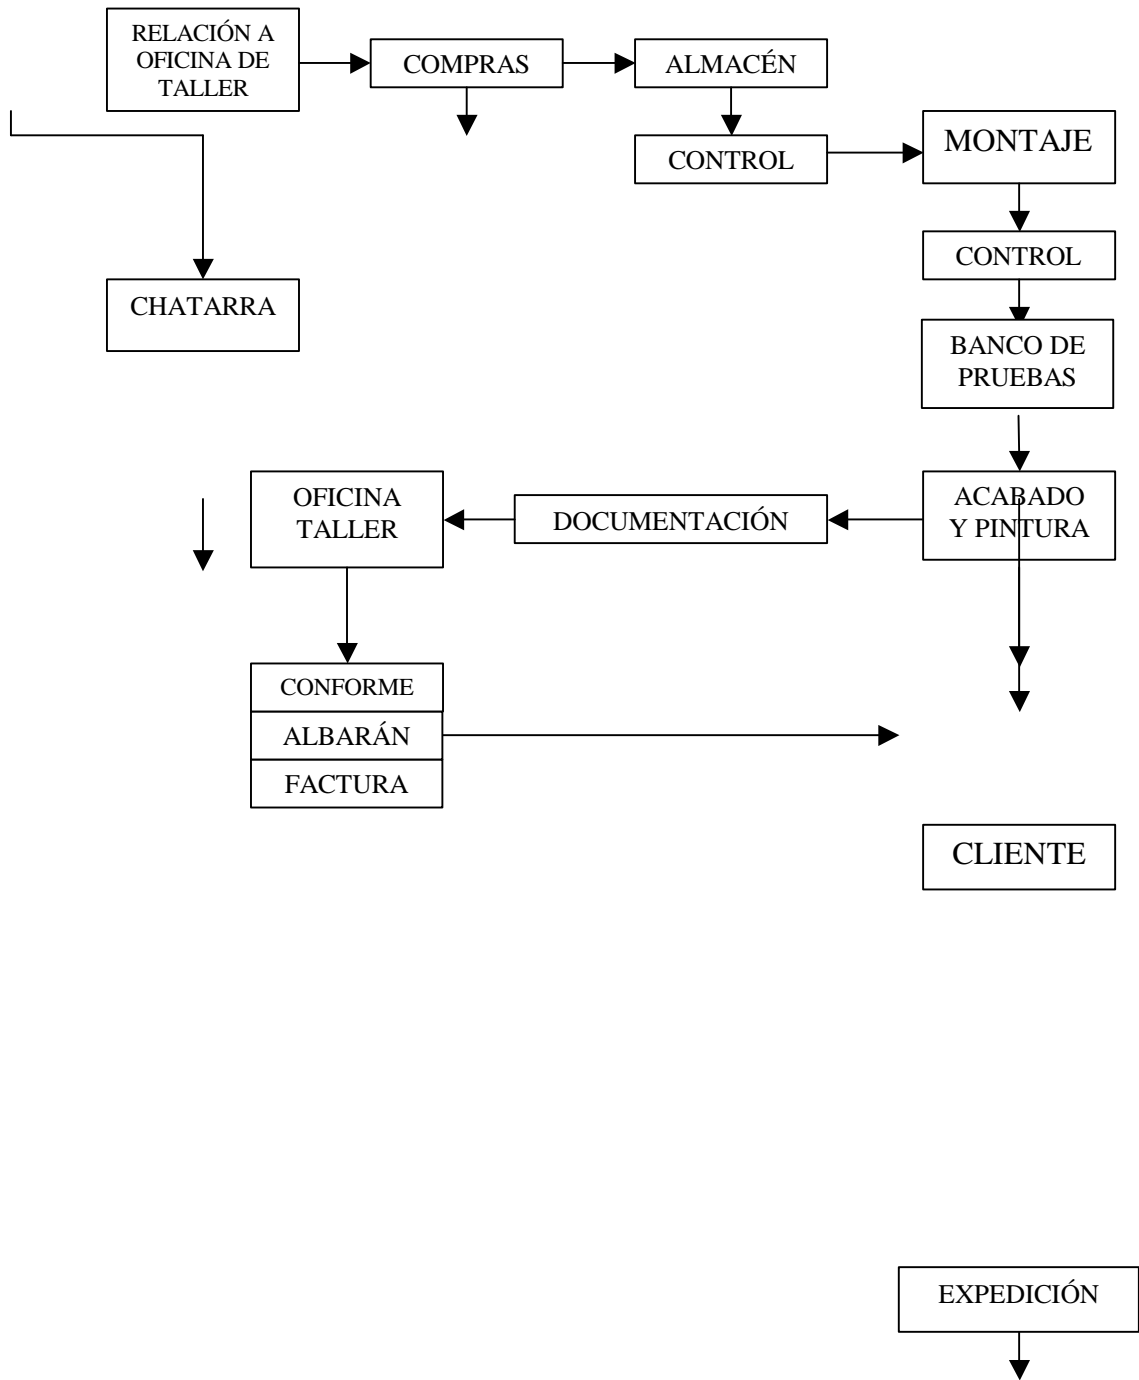 RELACIÓN A
OFICINA DE
TALLER
COMPRAS
ALMACÉN
CONTROL
MONTAJE
CONTROL
CHATARRA
BANCO DE
PRUEBAS
OFICINA
TALLER
DOCUMENTACIÓN
ACABADO
Y PINTURA
CONFORME
ALBARÁN
FACTURA
CLIENTE
EXPEDICIÓN